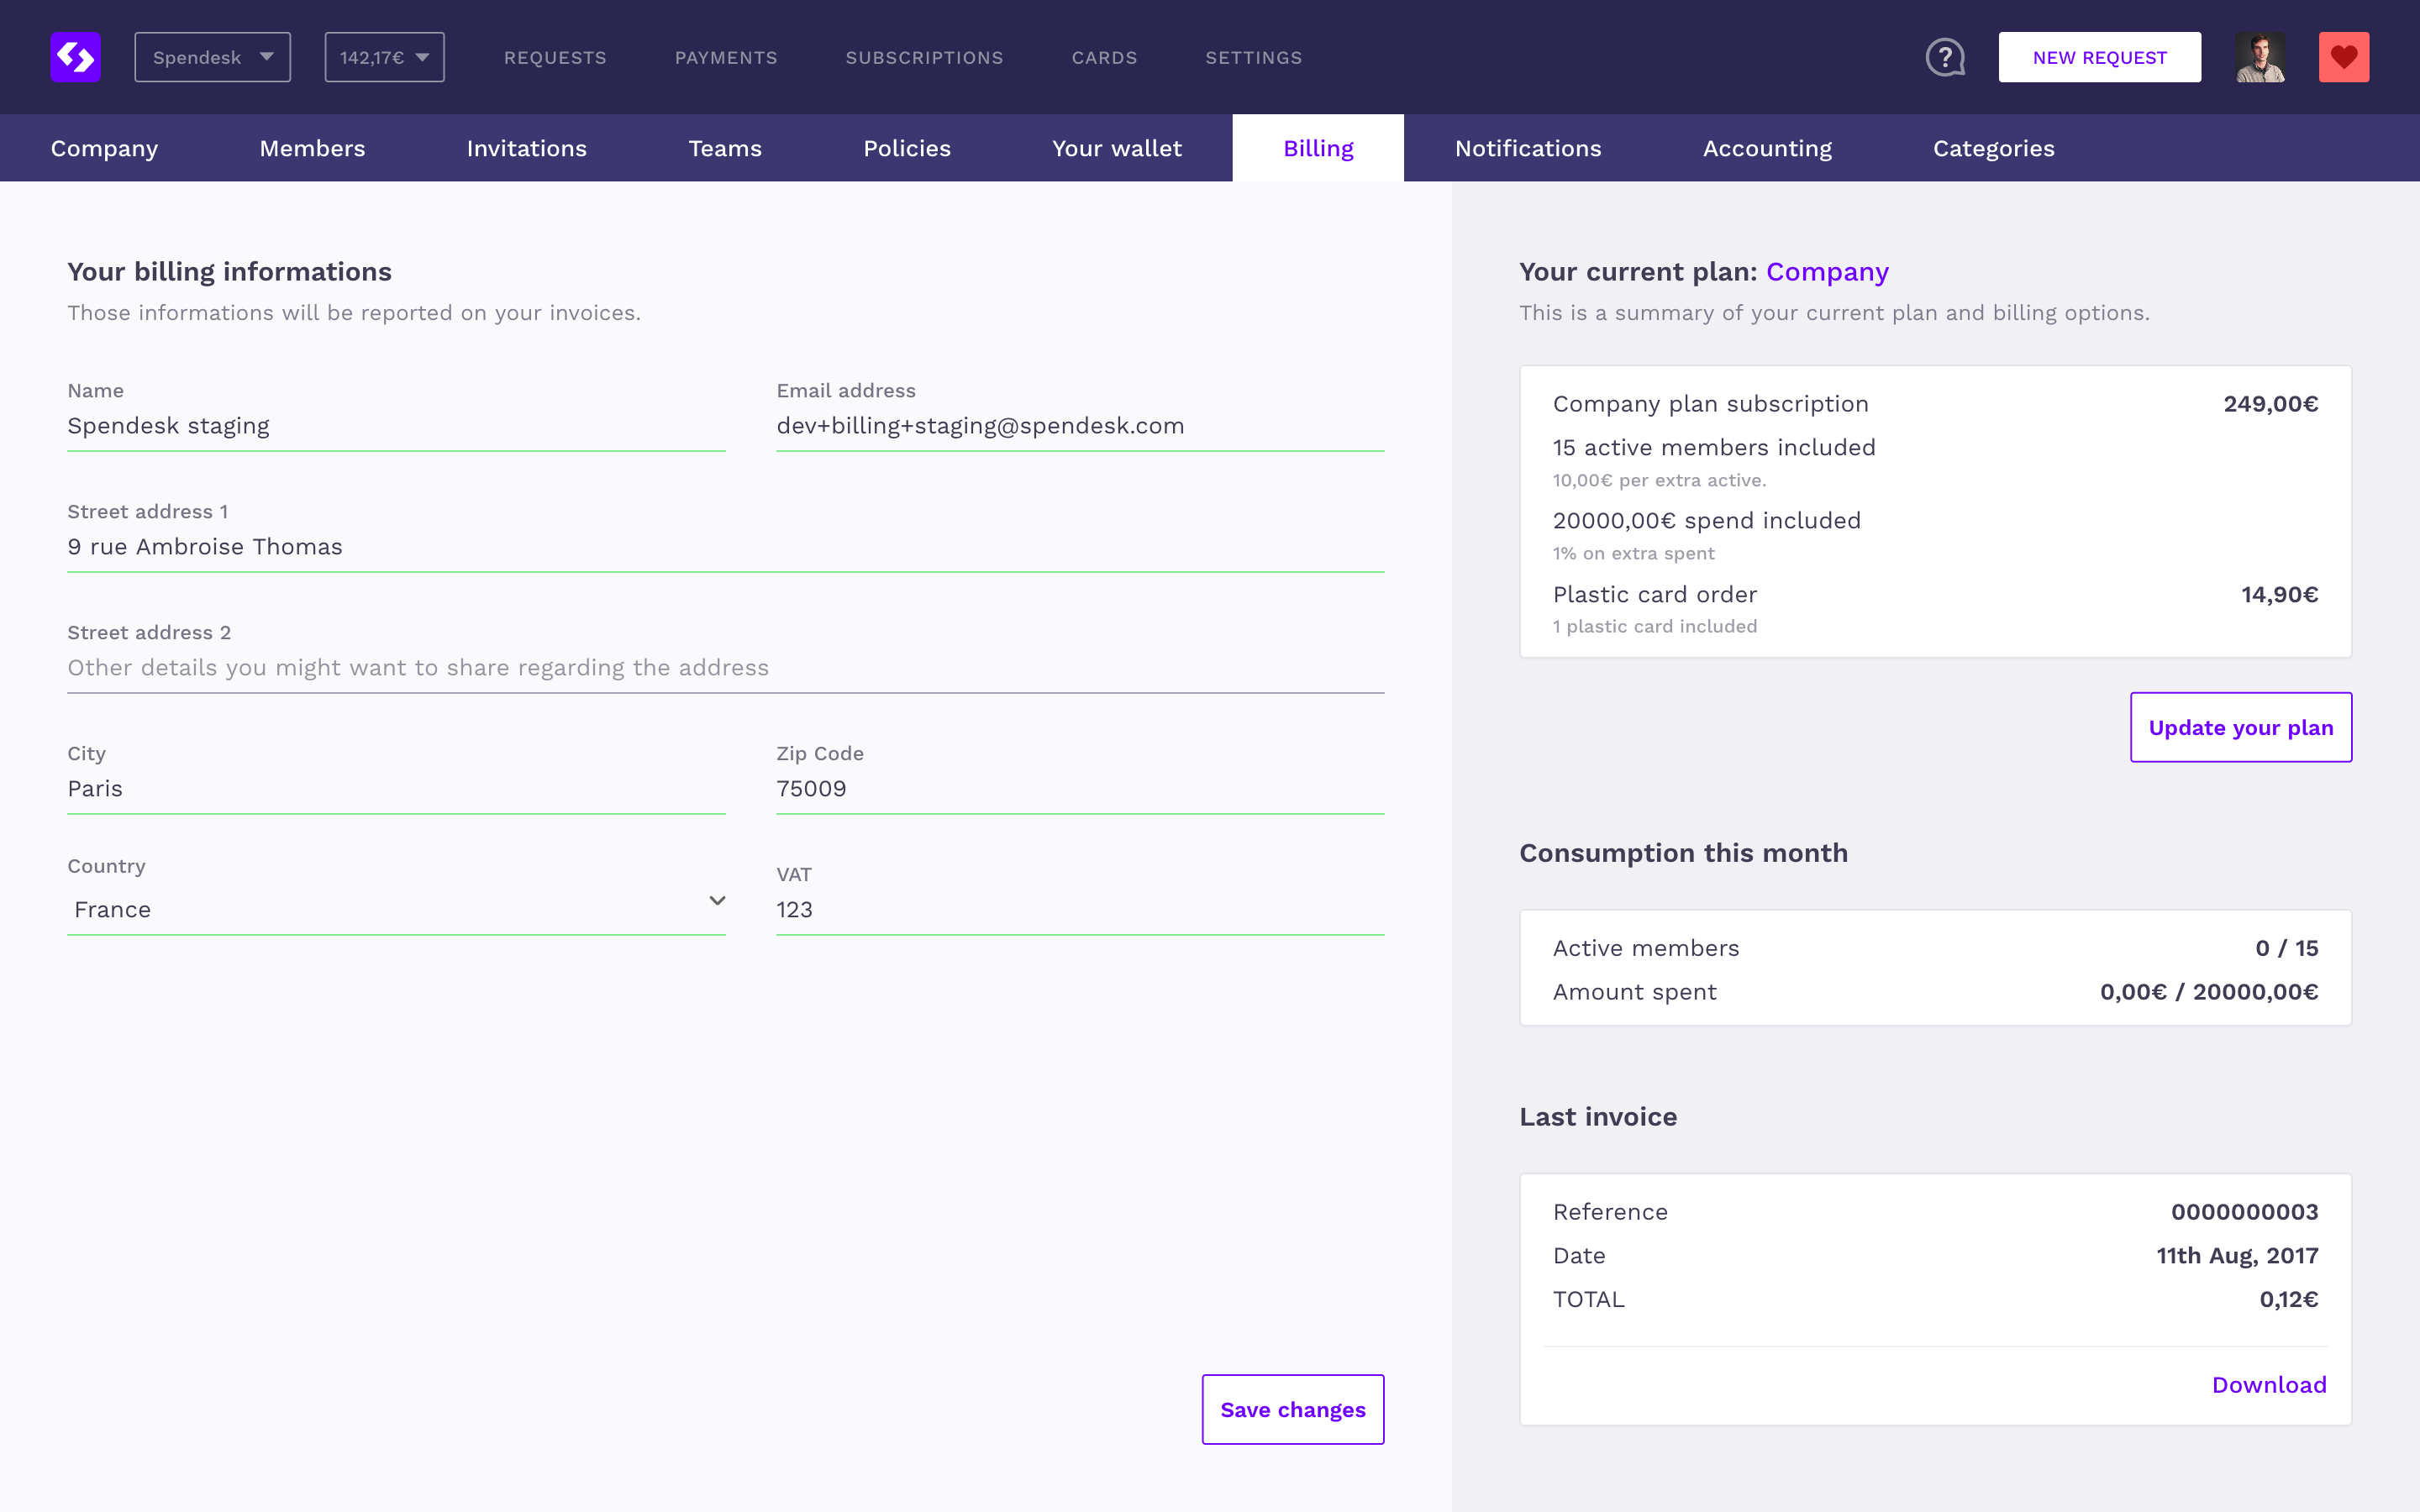 Spendesk
142,17€
REQUESTS
PAYMENTS
SUBSCRIPTIONS
CARDS
SETTINGS
?
NEW REQUEST
Company
Members
Invitations
Teams
Policies
Your wallet
Billing
Notifications
Accounting
Categories
Your billing informations
Those informations will be reported on your invoices.
Name
Spendesk staging
Email address
dev+billing+staging@spendesk.com
Street address 1
9 rue Ambroise Thomas
Street address 2
Other details you might want to share regarding the address
City
Paris
Zip Code
75009
Country
France
VAT
123
Save changes
Your current plan: Company
This is a summary of your current plan and billing options.
Company plan subscription 249,00€
15 active members included
10,00€ per extra active.
20000,00€ spend included
1% on extra spent
Plastic card order 14,90€
1 plastic card included
Update your plan
Consumption this month
Active members 0 / 15
Amount spent 0,00€ / 20000,00€
Last invoice
Reference 0000000003
Date 11th Aug, 2017
TOTAL 0,12€
Download